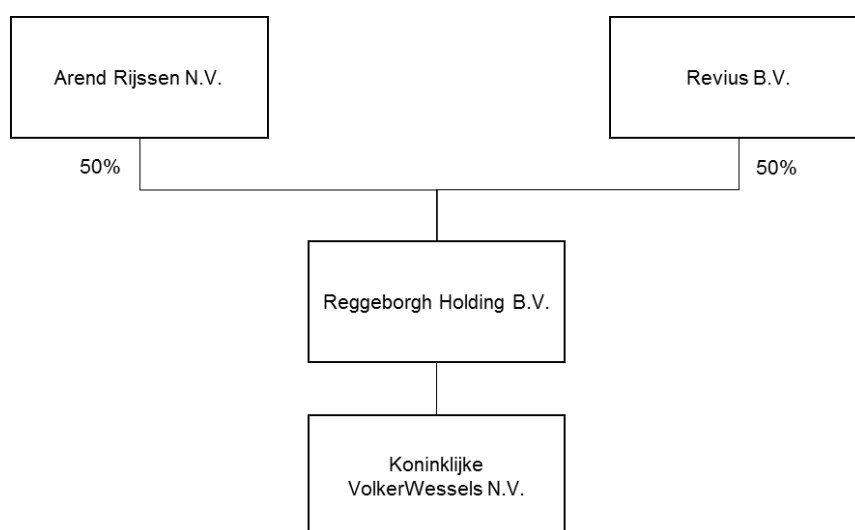 Arend Rijssen N.V.
Revius B.V.
50%
50%
Reggeborgh Holding B.V.
Koninklijke
VolkerWessels N.V.